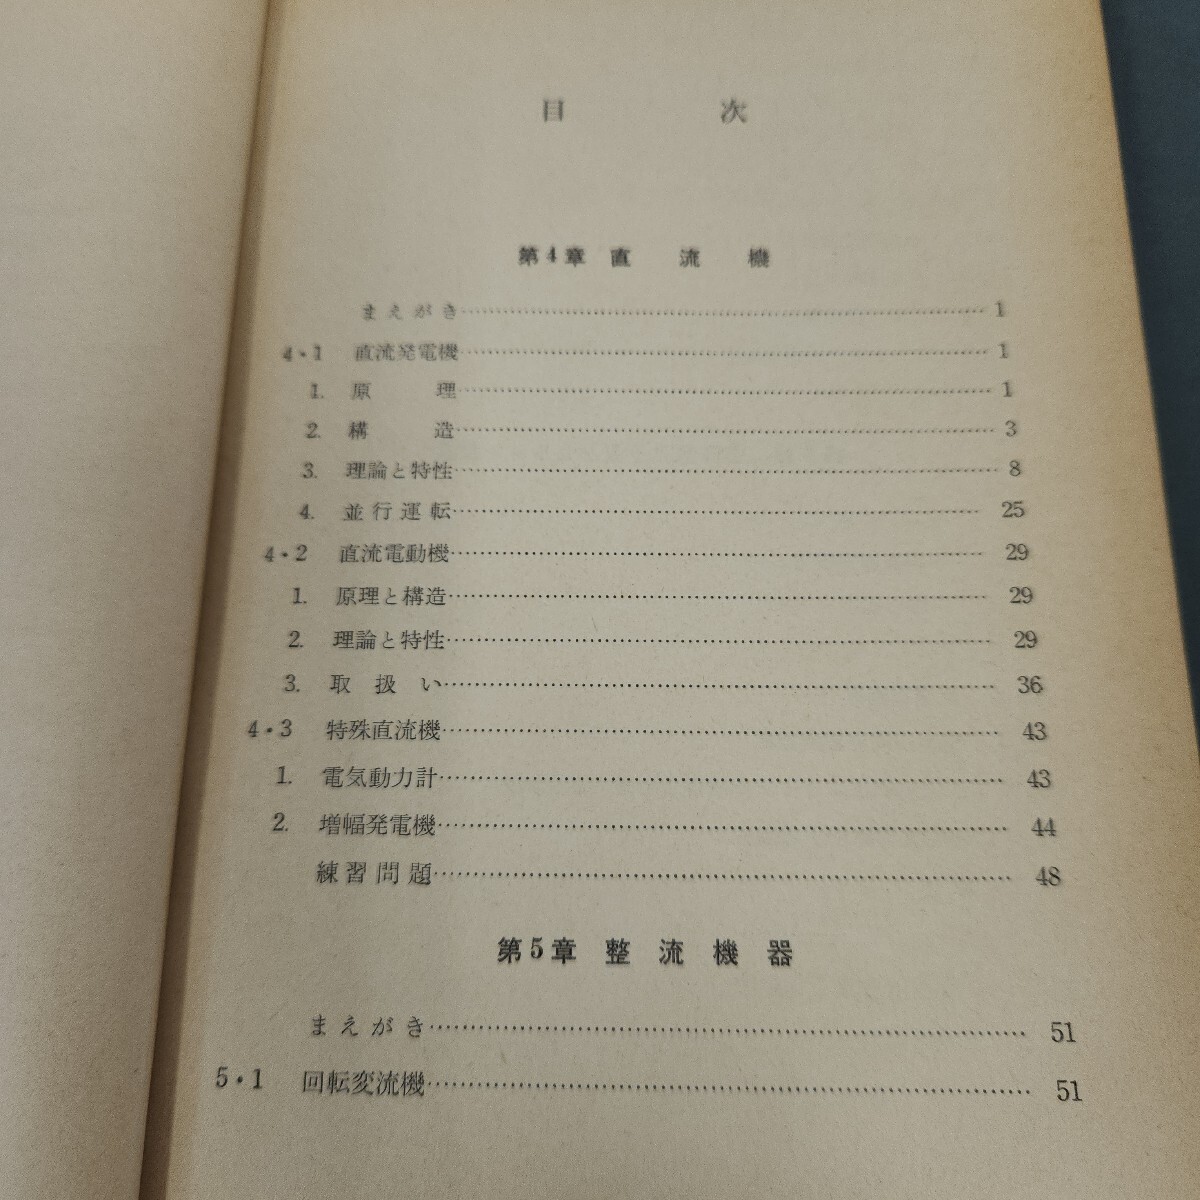 目次
第4章 直流機
まえがき 1
4・1 直流発電機 1
1. 原理 1
2. 構造 3
3. 理論と特性 8
4. 並行運転 25
4・2 直流電動機 29
1. 原理と構造 29
2. 理論と特性 29
3. 取扱い 36
4・3 特殊直流機 43
1. 電気動力計 43
2. 増幅発電機 44
練習問題 48
第5章 整流機器
まえがき 51
5・1 回転変流機 51